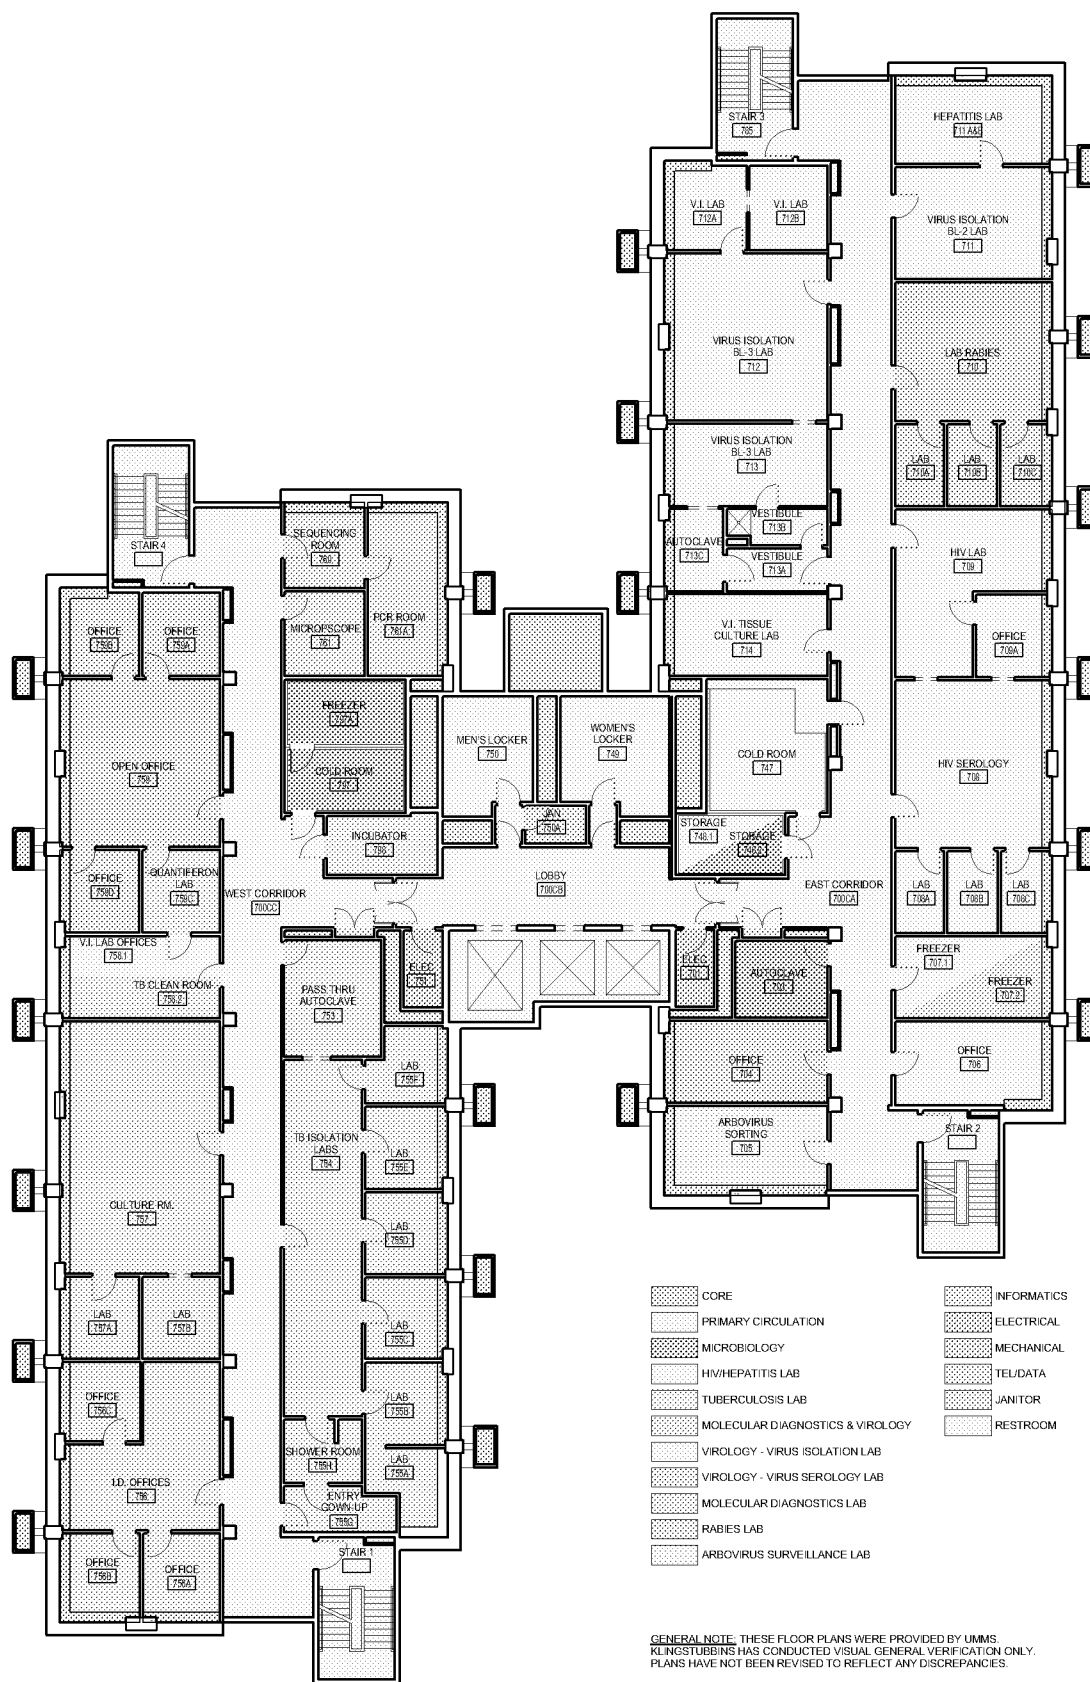 STAIR 3
785
HEPATITIS LAB
711 A&B
V.I. LAB
712A
V.I. LAB
712B
VIRUS ISOLATION
BL-2 LAB
711
VIRUS ISOLATION
BL-3 LAB
712
LAB RABIES
710
VIRUS ISOLATION
BL-3 LAB
713
LAB
710A
LAB
710B
LAB
710C
VESTIBULE
713B
AUTOCLAVE
713C
VESTIBULE
713A
HIV LAB
709
V.I. TISSUE
CULTURE LAB
714
OFFICE
709A
STAIR 4
SEQUENCING
ROOM
760
MICROPSCOPE
761
PCR ROOM
761A
OFFICE
759B
OFFICE
759A
FREEZER
797A
COLD ROOM
797
OPEN OFFICE
759
MEN'S LOCKER
750
WOMEN'S
LOCKER
749
COLD ROOM
747
HIV SEROLOGY
708
JAN
750A
STORAGE
748.1
STORAGE
INCUBATOR
798
OFFICE
759D
QUANTIFERON
LAB
759C
LOBBY
700CB
WEST CORRIDOR
700CC
EAST CORRIDOR
700CA
LAB
708A
LAB
708B
LAB
708C
V.I. LAB OFFICES
758.1
TB CLEAN ROOM
758.2
PASS THRU
AUTOCLAVE
753
ELEC
751
ELEC
701
AUTOCLAVE
703
FREEZER
707.1
FREEZER
707.2
OFFICE
704
OFFICE
706
LAB
755F
ARBOVIRUS
SORTING
705
STAIR 2
TB ISOLATION
LABS
754
LAB
755E
CULTURE RM.
757
LAB
755D
LAB
757A
LAB
757B
LAB
755C
OFFICE
756C
LAB
755B
SHOWER ROOM
755H
LAB
755A
I.D. OFFICES
756
ENTRY
GOWN-UP
755G
STAIR 1
OFFICE
756B
OFFICE
756A
CORE
PRIMARY CIRCULATION
MICROBIOLOGY
HIV/HEPATITIS LAB
TUBERCULOSIS LAB
MOLECULAR DIAGNOSTICS & VIROLOGY
VIROLOGY - VIRUS ISOLATION LAB
VIROLOGY - VIRUS SEROLOGY LAB
MOLECULAR DIAGNOSTICS LAB
RABIES LAB
ARBOVIRUS SURVEILLANCE LAB
INFORMATICS
ELECTRICAL
MECHANICAL
TEL/DATA
JANITOR
RESTROOM
GENERAL NOTE: THESE FLOOR PLANS WERE PROVIDED BY UMMS.
KLINGSTUBBINS HAS CONDUCTED VISUAL GENERAL VERIFICATION ONLY.
PLANS HAVE NOT BEEN REVISED TO REFLECT ANY DISCREPANCIES.